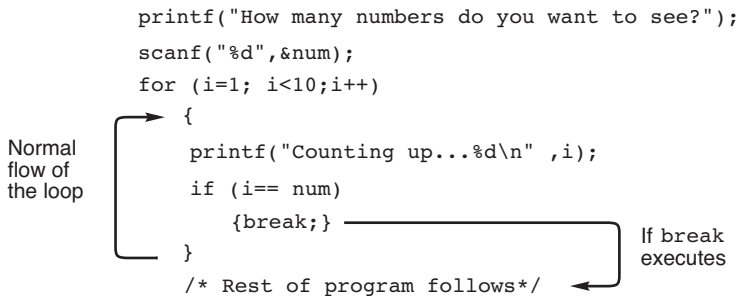 printf("How many numbers do you want to see?");
scanf("%d",&num);
for (i=1; i<10;i++)
{
printf("Counting up...%d\n" ,i);
if (i== num)
{break;}
}
/* Rest of program follows*/
Normal
flow of
the loop
If break
executes